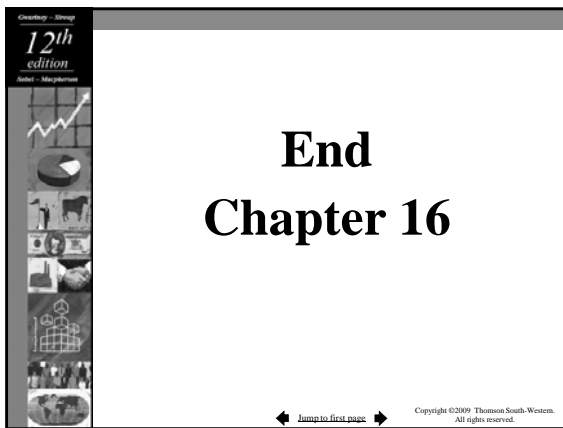 Gwartney – Stroup
12th
edition
Sobel – Macpherson
End
Chapter 16
Jump to first page
Copyright ©2009 Thomson South-Western.
All rights reserved.